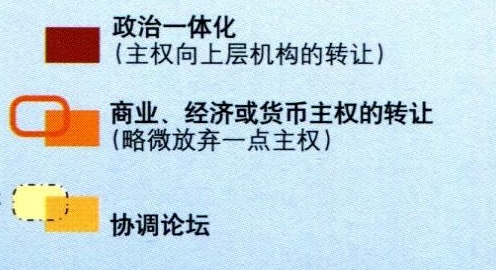 政治一体化
(主权向上层机构的转让)
商业、经济或货币主权的转让
(略微放弃一点主权)
协调论坛